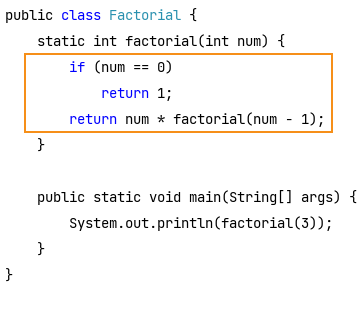 public class Factorial {
    static int factorial(int num) {
        if (num == 0)
            return 1;
        return num * factorial(num - 1);
    }

    public static void main(String[] args) {
        System.out.println(factorial(3));
    }
}